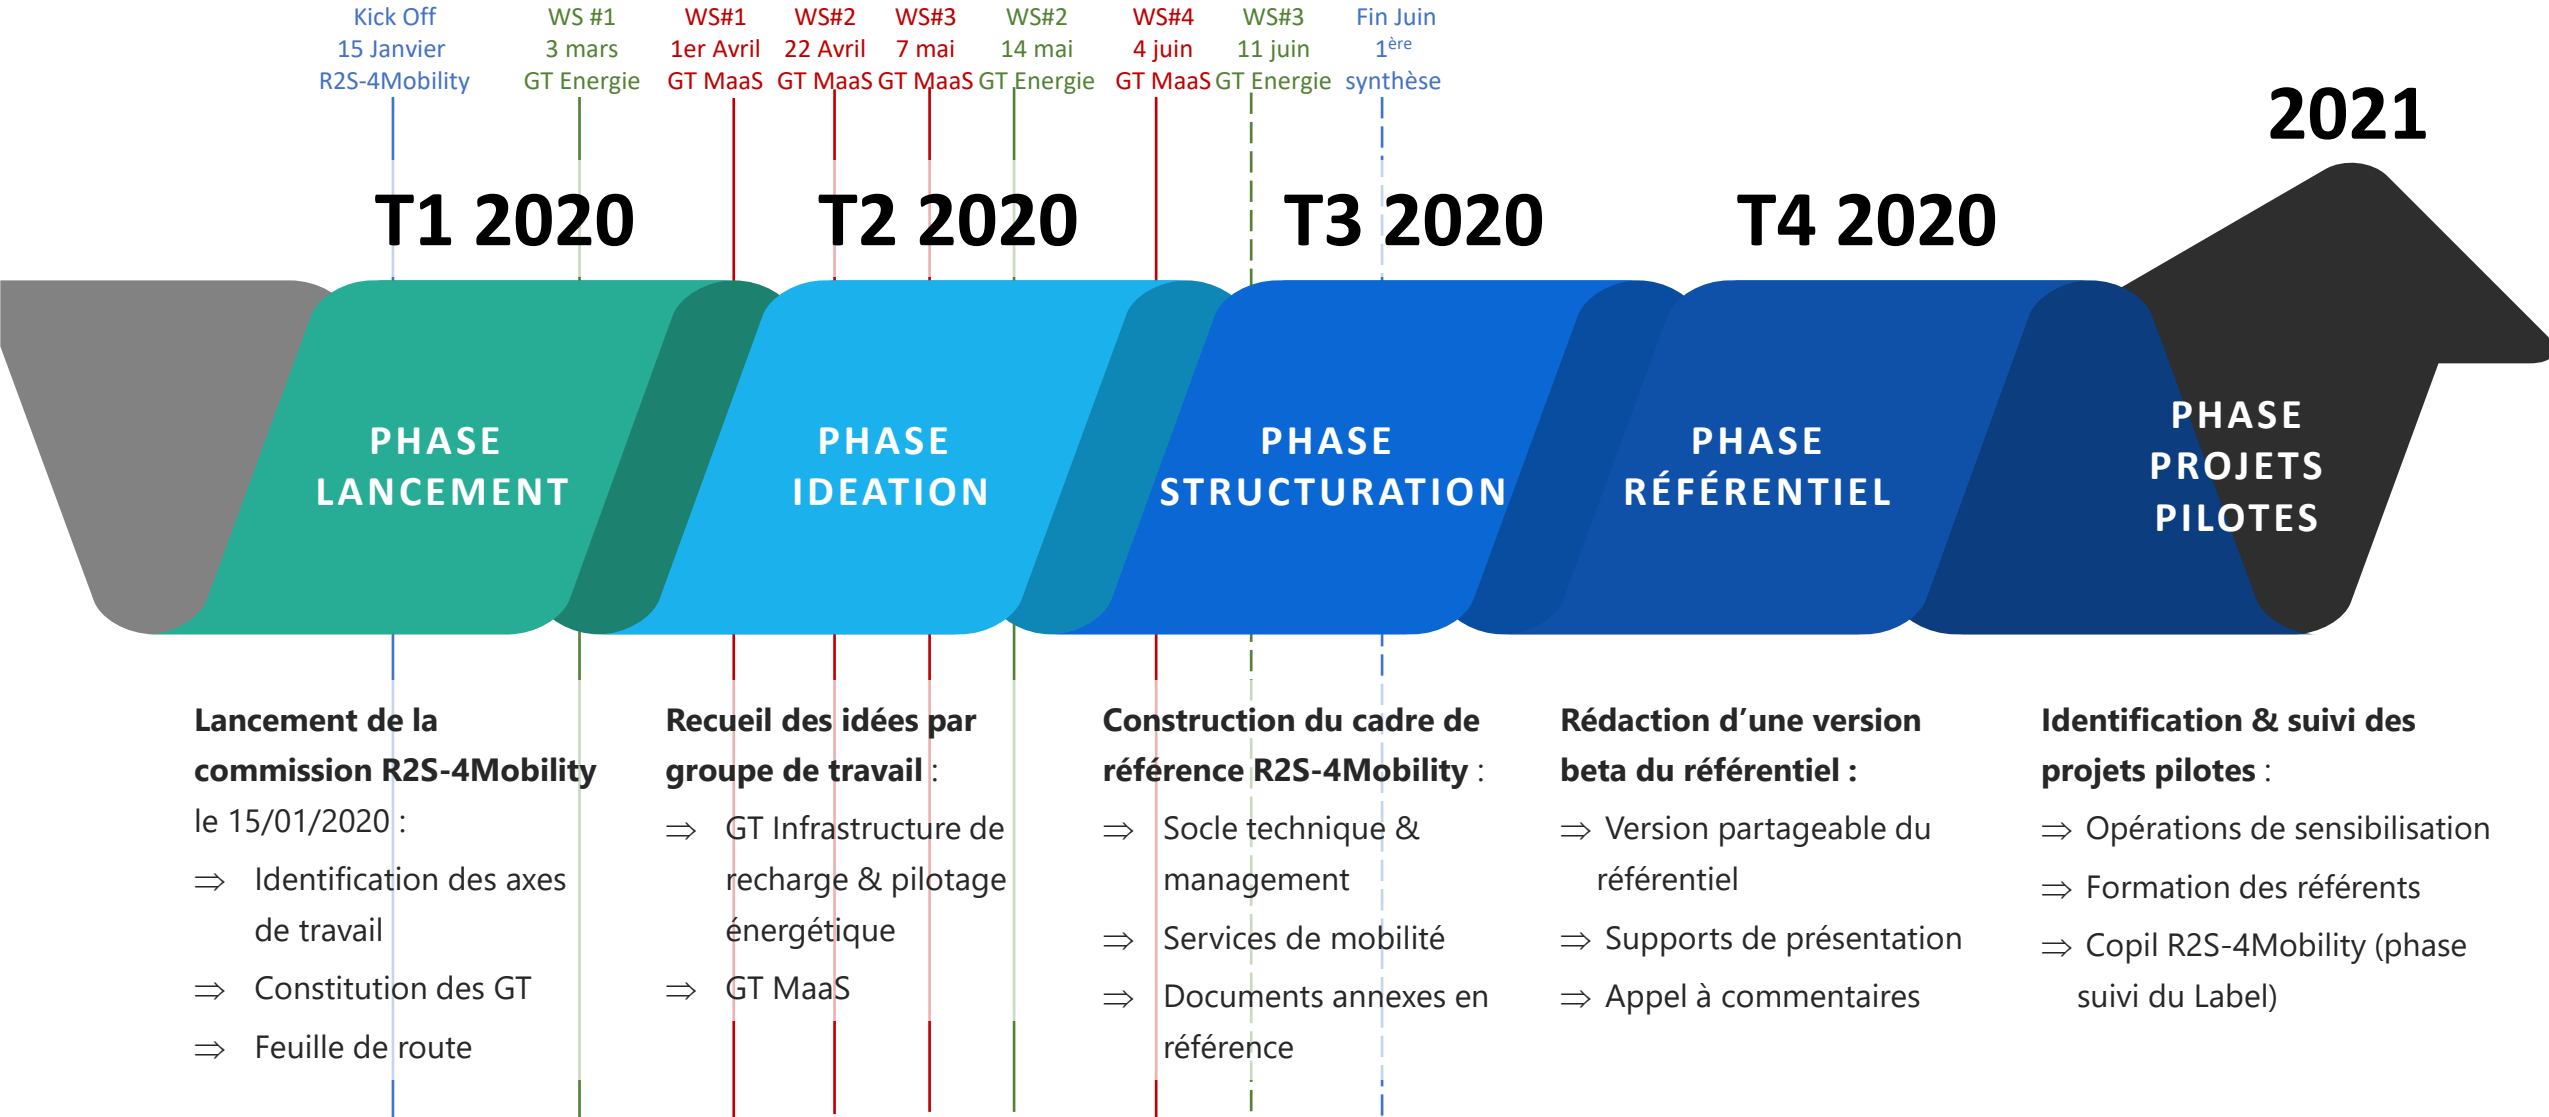 Kick Off
15 Janvier
R2S-4Mobility
WS #1
3 mars
GT Energie
WS#1
1er Avril
GT MaaS
WS#2
22 Avril
GT MaaS
WS#3
7 mai
GT MaaS
WS#2
14 mai
GT Energie
WS#4
4 juin
GT MaaS
WS#3
11 juin
GT Energie
Fin Juin
1ère
synthèse
T1 2020
T2 2020
T3 2020
T4 2020
2021
PHASE
LANCEMENT
PHASE
IDEATION
PHASE
STRUCTURATION
PHASE
RÉFÉRENTIEL
PHASE
PROJETS
PILOTES
Lancement de la
commission R2S-4Mobility
le 15/01/2020 :
⇒ Identification des axes
de travail
⇒ Constitution des GT
⇒ Feuille de route
Recueil des idées par
groupe de travail :
⇒ GT Infrastructure de
recharge & pilotage
énergétique
⇒ GT MaaS
Construction du cadre de
référence R2S-4Mobility :
⇒ Socle technique &
management
⇒ Services de mobilité
⇒ Documents annexes en
référence
Rédaction d’une version
beta du référentiel :
⇒ Version partageable du
référentiel
⇒ Supports de présentation
⇒ Appel à commentaires
Identification & suivi des
projets pilotes :
⇒ Opérations de sensibilisation
⇒ Formation des référents
⇒ Copil R2S-4Mobility (phase
suivi du Label)